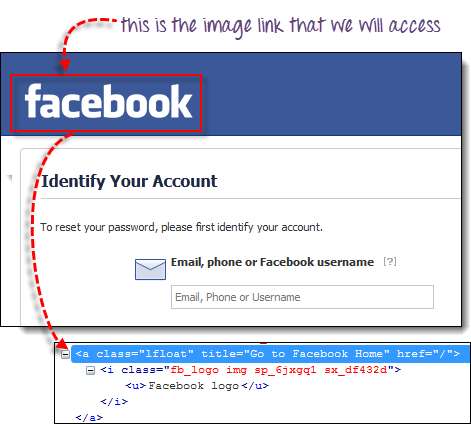 this is the image link that we will access
facebook
Identify Your Account
To reset your password, please first identify your account.
Email, phone or Facebook username [?]
Email, Phone or Username
<a class="lfloat" title="Go to Facebook Home" href="/">
<i class="fb_logo img sp_6jxgq1 sx_df432d">
<u>Facebook logo</u>
</i>
</a>